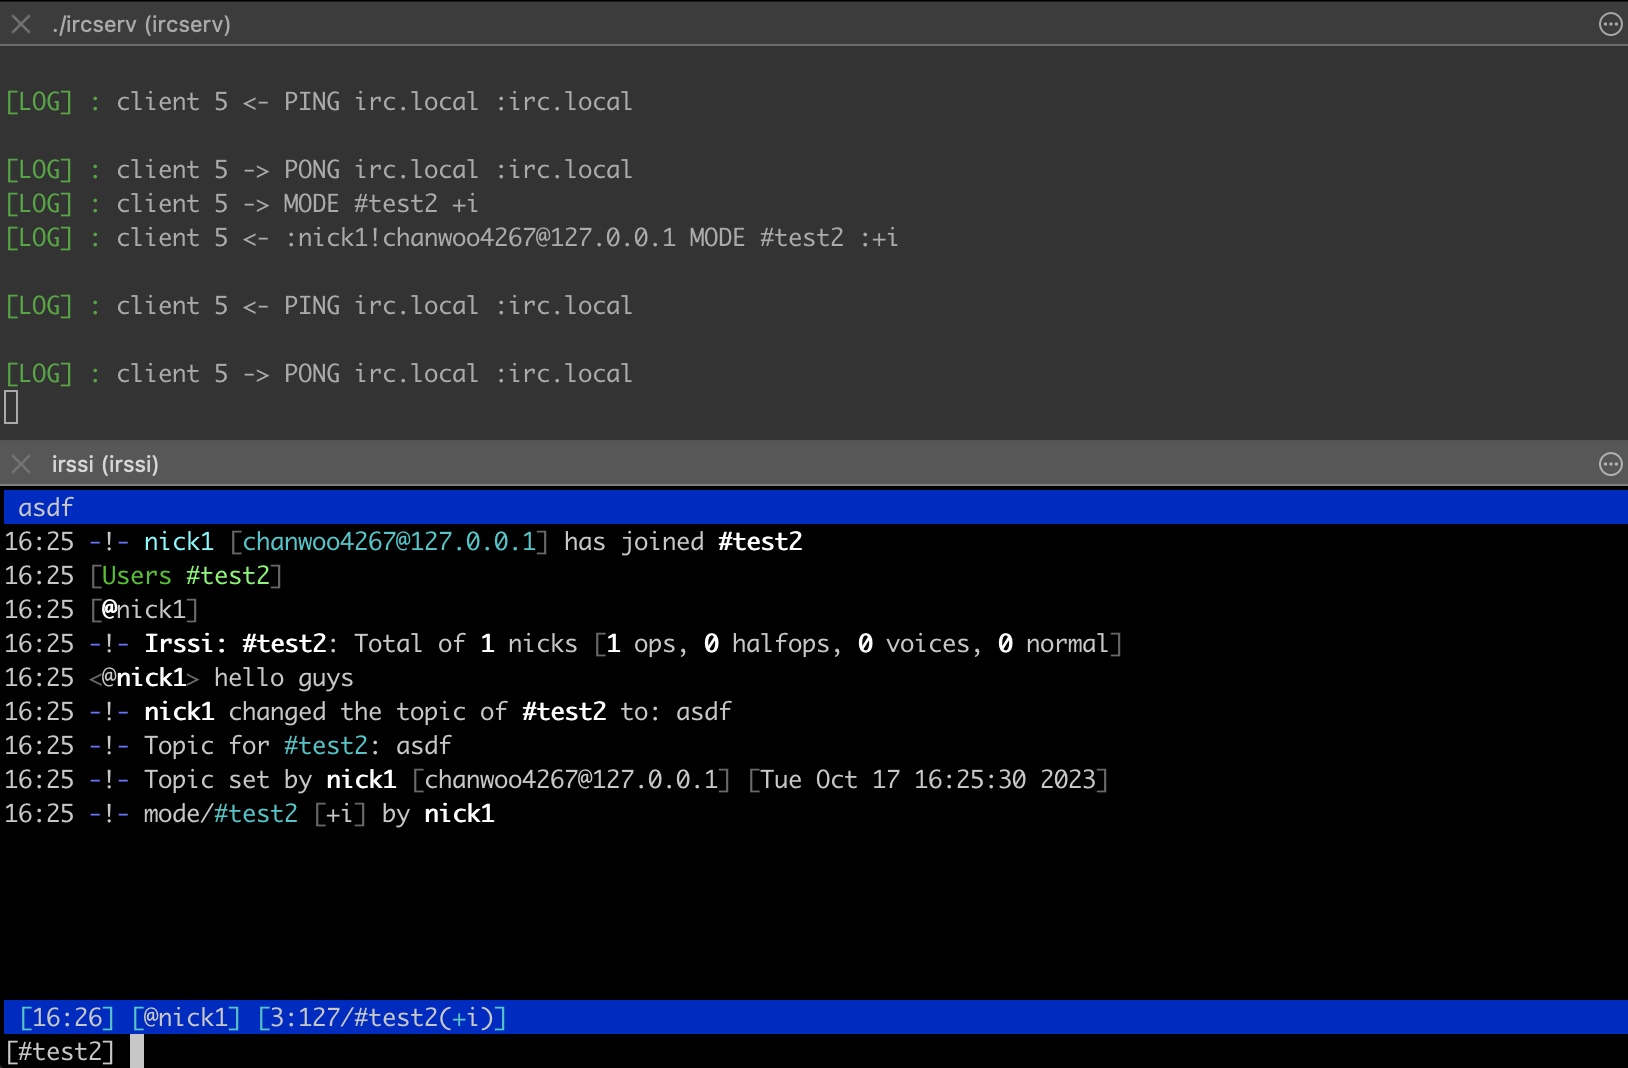 ./ircserv (ircserv)
[LOG] : client 5 <- PING irc.local :irc.local
[LOG] : client 5 -> PONG irc.local :irc.local
[LOG] : client 5 -> MODE #test2 +i
[LOG] : client 5 <- :nick1!chanwoo4267@127.0.0.1 MODE #test2 :+i
[LOG] : client 5 <- PING irc.local :irc.local
[LOG] : client 5 -> PONG irc.local :irc.local
irssi (irssi)
asdf
16:25 -!- nick1 [chanwoo4267@127.0.0.1] has joined #test2
16:25 [Users #test2]
16:25 [@nick1]
16:25 -!- Irssi: #test2: Total of 1 nicks [1 ops, 0 halfops, 0 voices, 0 normal]
16:25 <@nick1> hello guys
16:25 -!- nick1 changed the topic of #test2 to: asdf
16:25 -!- Topic for #test2: asdf
16:25 -!- Topic set by nick1 [chanwoo4267@127.0.0.1] [Tue Oct 17 16:25:30 2023]
16:25 -!- mode/#test2 [+i] by nick1
[16:26] [@nick1] [3:127/#test2(+i)]
[#test2]